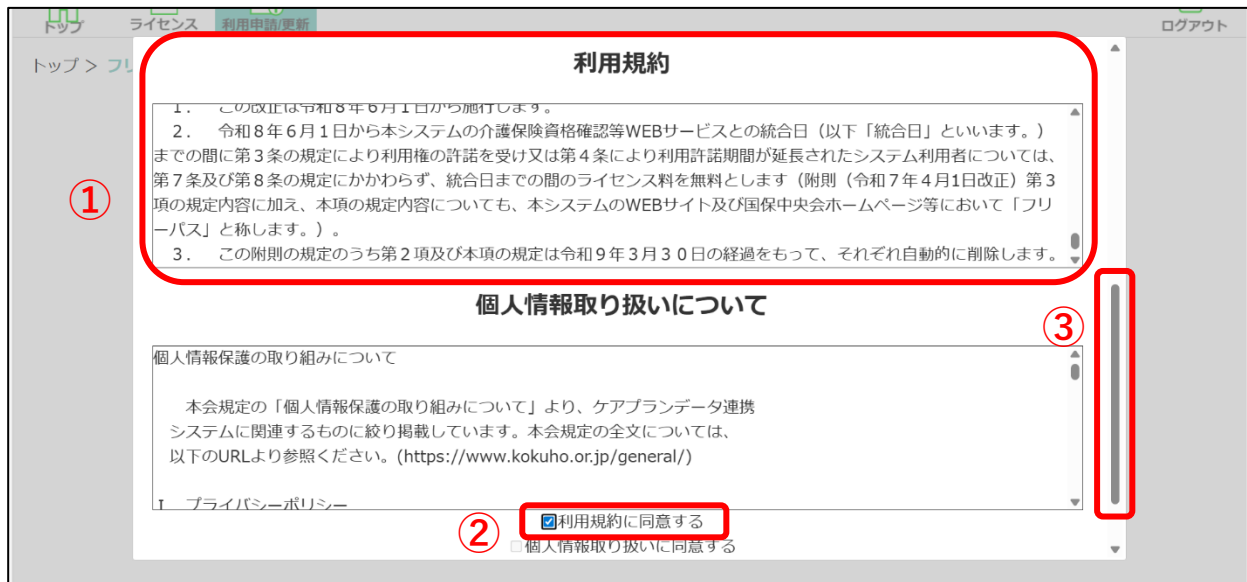 トップ ライセンス 利用申請/更新 ログアウト
トップ > フリ
利用規約
1. この改正は令和8年6月1日から施行します。
2. 令和8年6月1日から本システムの介護保険資格確認等WEBサービスとの統合日(以下「統合日」といいます。)
までの間に第3条の規定により利用権の許諾を受け又は第4条により利用許諾期間が延長されたシステム利用者については、
第7条及び第8条の規定にかかわらず、統合日までの間のライセンス料を無料とします(附則(令和7年4月1日改正)第3
項の規定内容に加え、本項の規定内容についても、本システムのWEBサイト及び国保中央会ホームページ等において「フリ
ーパス」と称します。)。
3. この附則の規定のうち第2項及び本項の規定は令和9年3月30日の経過をもって、それぞれ自動的に削除します。
①
個人情報取り扱いについて
③
個人情報保護の取り組みについて
本会規定の「個人情報保護の取り組みについて」より、ケアプランデータ連携
システムに関連するものに絞り掲載しています。本会規定の全文については、
以下のURLより参照ください。(https://www.kokuho.or.jp/general/)
I プライバシーポリシー
② 利用規約に同意する
個人情報取り扱いに同意する